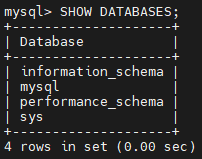 mysql> SHOW DATABASES;
+--------------------+
| Database           |
+--------------------+
| information_schema |
| mysql              |
| performance_schema |
| sys                |
+--------------------+
4 rows in set (0.00 sec)